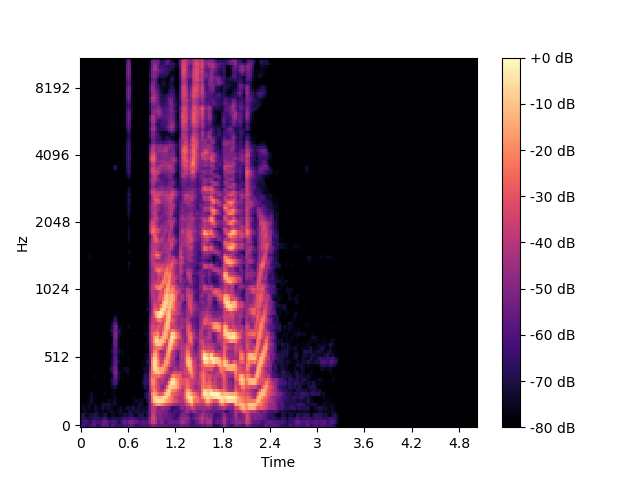 8192
4096
2048
1024
512
0
Hz
0 0.6 1.2 1.8 2.4 3 3.6 4.2 4.8
Time
+0 dB
-10 dB
-20 dB
-30 dB
-40 dB
-50 dB
-60 dB
-70 dB
-80 dB